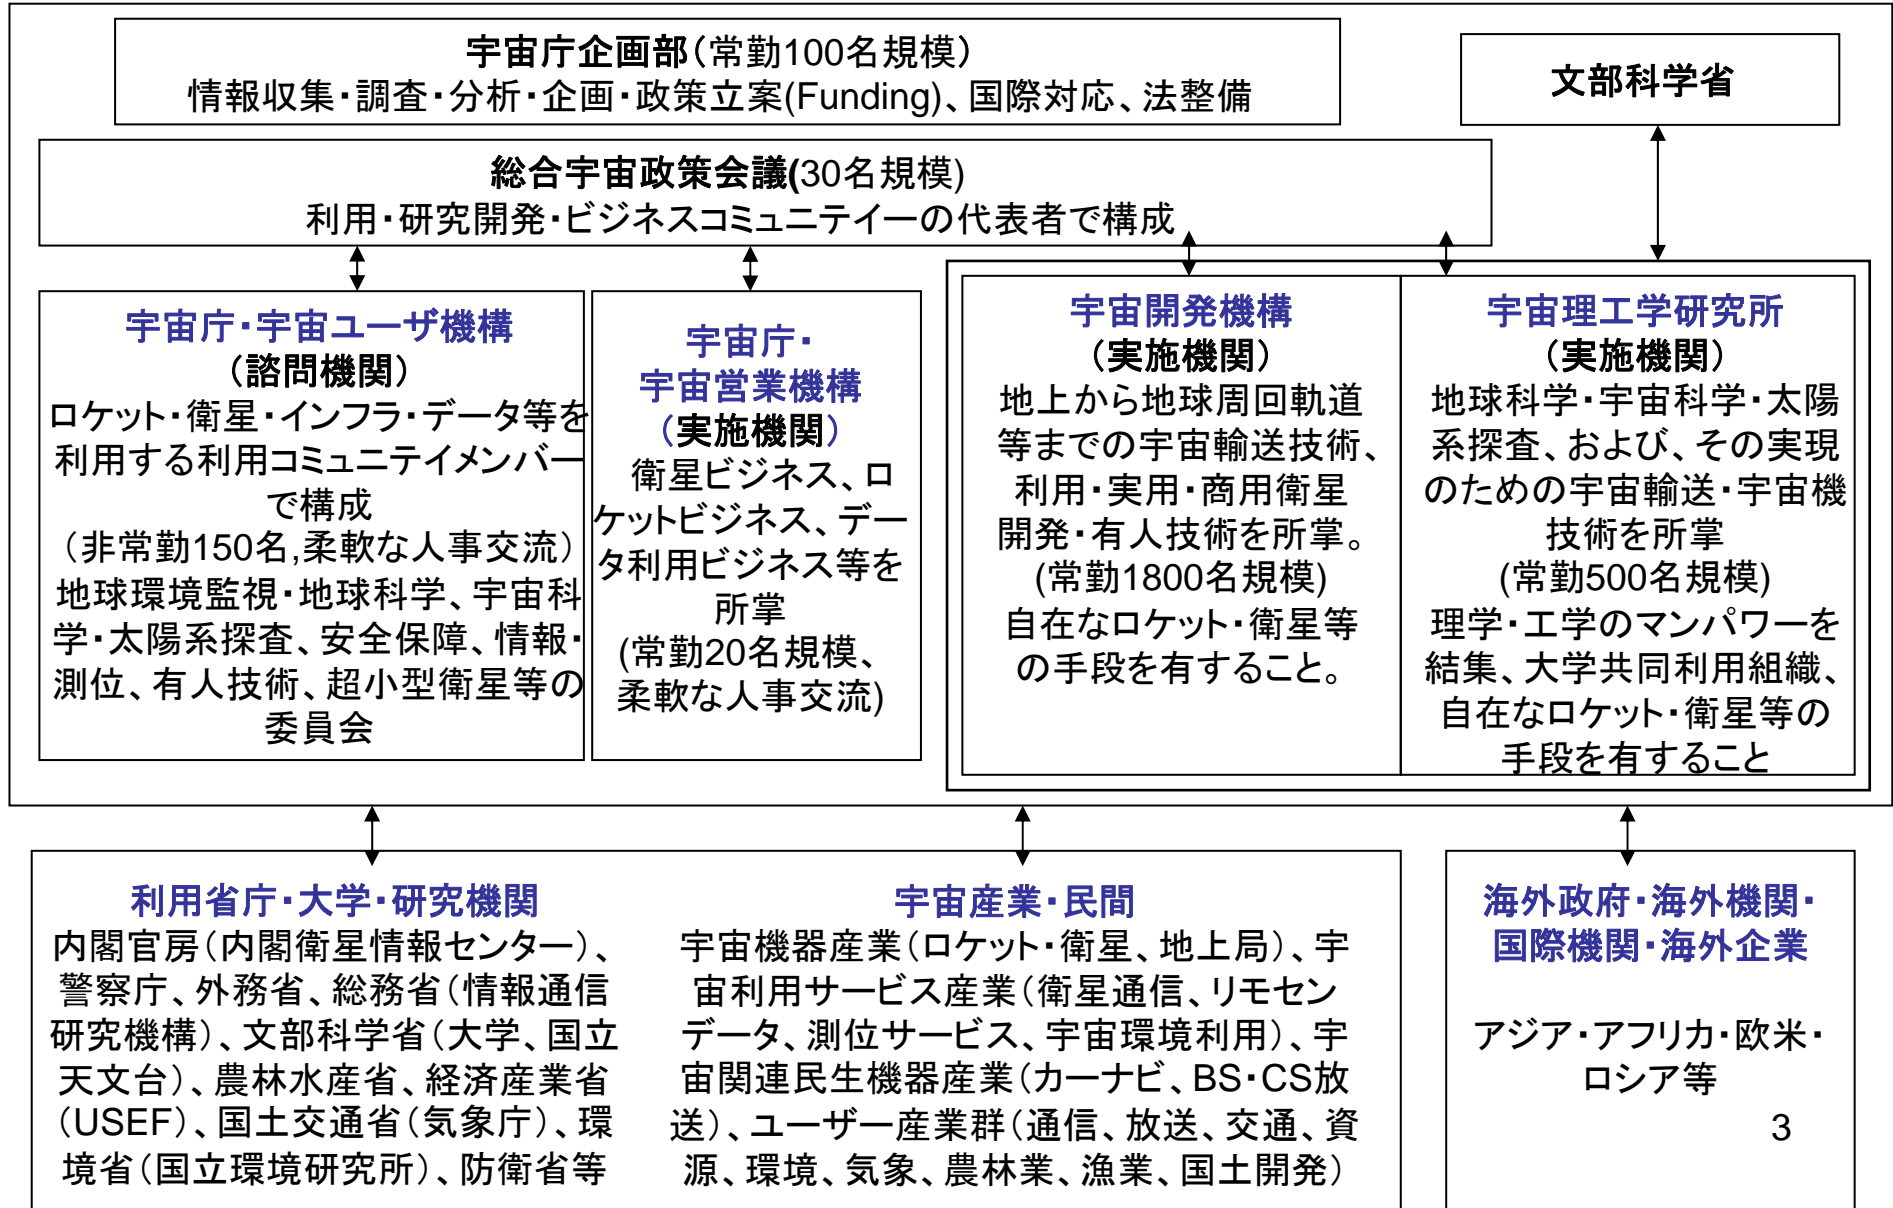 宇宙庁企画部(常勤100名規模)
情報収集・調査・分析・企画・政策立案(Funding)、国際対応、法整備
文部科学省
総合宇宙政策会議(30名規模)
利用・研究開発・ビジネスコミュニテイーの代表者で構成
宇宙庁・宇宙ユーザ機構
(諮問機関)
ロケット・衛星・インフラ・データ等を
利用する利用コミュニテイメンバー
で構成
(非常勤150名,柔軟な人事交流)
地球環境監視・地球科学、宇宙科
学・太陽系探査、安全保障、情報・
測位、有人技術、超小型衛星等の
委員会
宇宙庁・
宇宙営業機構
(実施機関)
衛星ビジネス、ロ
ケットビジネス、デー
タ利用ビジネス等を
所掌
(常勤20名規模、
柔軟な人事交流)
宇宙開発機構
(実施機関)
地上から地球周回軌道
等までの宇宙輸送技術、
利用・実用・商用衛星
開発・有人技術を所掌。
(常勤1800名規模)
自在なロケット・衛星等
の手段を有すること。
宇宙理工学研究所
(実施機関)
地球科学・宇宙科学・太陽
系探査、および、その実現
のための宇宙輸送・宇宙機
技術を所掌
(常勤500名規模)
理学・工学のマンパワーを
結集、大学共同利用組織、
自在なロケット・衛星等の
手段を有すること
利用省庁・大学・研究機関
内閣官房(内閣衛星情報センター)、
警察庁、外務省、総務省(情報通信
研究機構)、文部科学省(大学、国立
天文台)、農林水産省、経済産業省
(USEF)、国土交通省(気象庁)、環
境省(国立環境研究所)、防衛省等
宇宙産業・民間
宇宙機器産業(ロケット・衛星、地上局)、宇
宙利用サービス産業(衛星通信、リモセン
データ、測位サービス、宇宙環境利用)、宇
宙関連民生機器産業(カーナビ、BS・CS放
送)、ユーザー産業群(通信、放送、交通、資
源、環境、気象、農林業、漁業、国土開発)
海外政府・海外機関・
国際機関・海外企業
アジア・アフリカ・欧米・
ロシア等
3